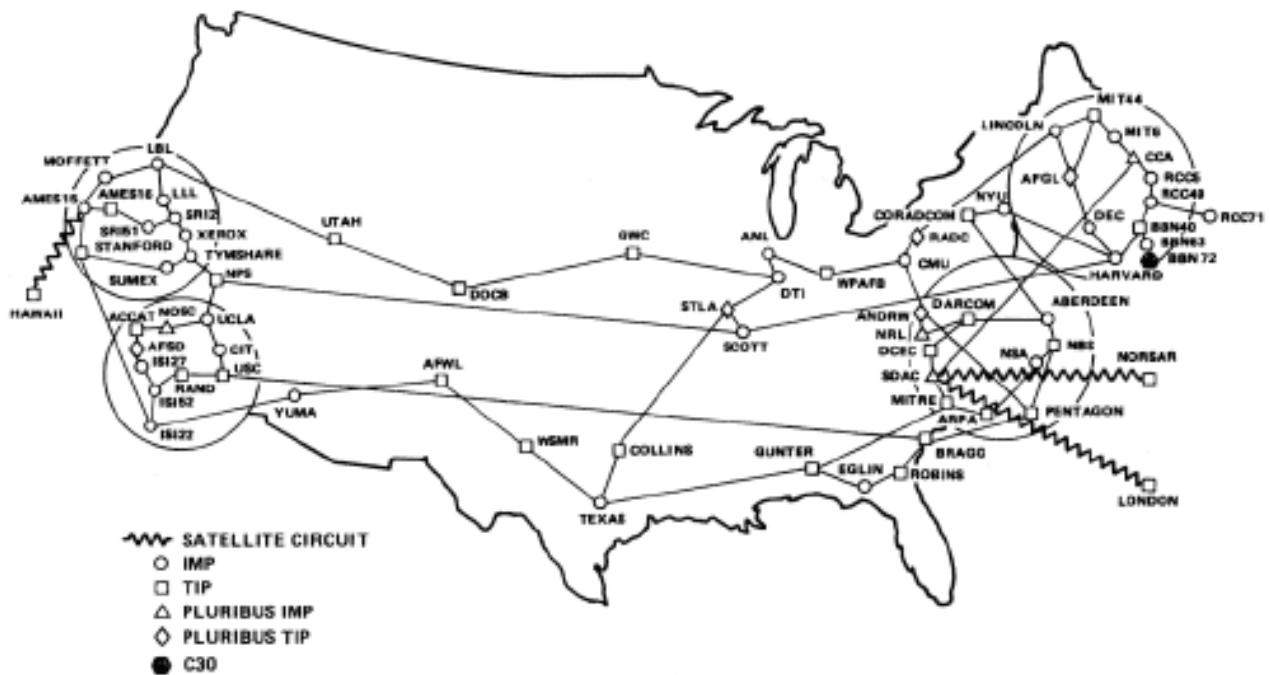 MIT44
LINCOLN
MIT6
CCA
LBL
MOFFETT
AFGL
RCC5
RCC49
AMES15
AMES16
LLL
NYU
CORADCOM
DEC
RCC71
SRI2
SRI51
UTAH
GWC
ANL
RADC
BBN40
BBN63
BBN72
XEROX
STANFORD
TYMSHARE
SUMEX
NPS
HARVARD
CMU
WPAFB
DTI
DOCB
HAWAII
ACCAT
NOSC
UCLA
STLA
SCOTT
ANDRW
DARCOM
ABERDEEN
NRL
DCEC
NSA
NBS
NORSAR
AFSD
ISI27
CIT
RAND
USC
ISI52
AFWL
YUMA
SDAC
MITRE
ARPA
PENTAGON
ISI22
WSMR
COLLINS
GUNTER
EGLIN
BRAGG
ROBINS
TEXAS
LONDON
SATELLITE CIRCUIT
IMP
TIP
PLURIBUS IMP
PLURIBUS TIP
C30